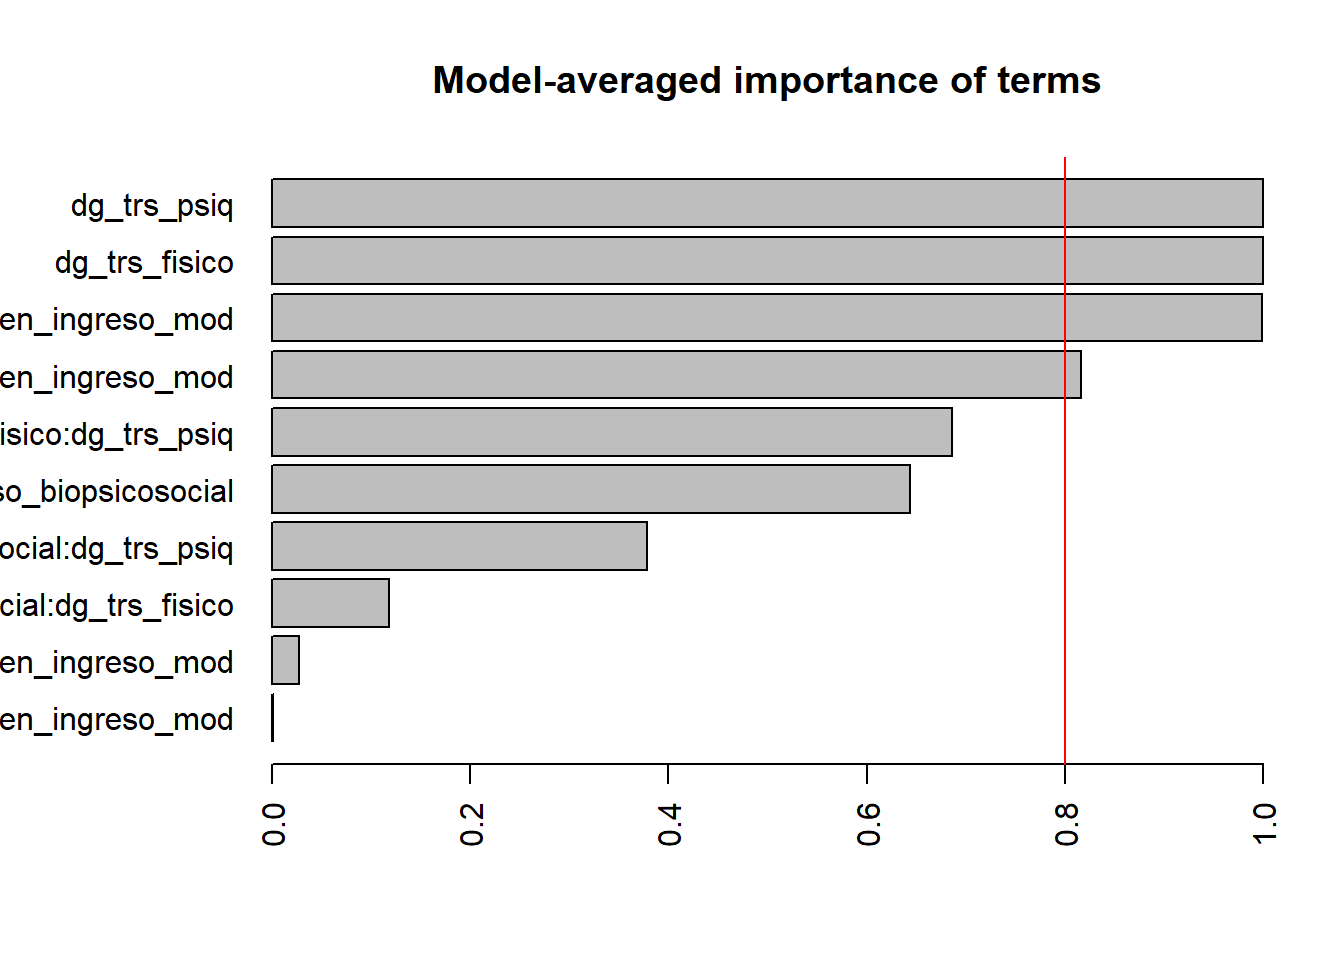 Model-averaged importance of terms
dg_trs_psiq
dg_trs_fisico
en_ingreso_mod
en_ingreso_mod
isico:dg_trs_psiq
so_biopsicosocial
ocial:dg_trs_psiq
cial:dg_trs_fisico
en_ingreso_mod
en_ingreso_mod
0.0 0.2 0.4 0.6 0.8 1.0